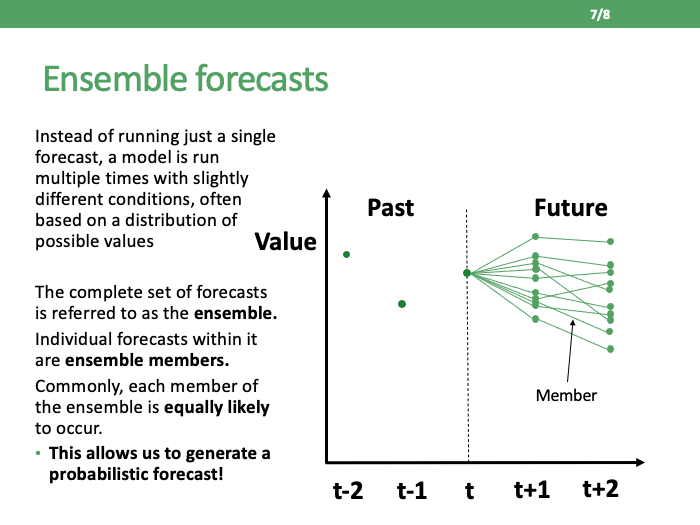 7/8
Ensemble forecasts
Instead of running just a single
forecast, a model is run
multiple times with slightly
different conditions, often
based on a distribution of
possible values
The complete set of forecasts
is referred to as the ensemble.
Individual forecasts within it
are ensemble members.
Commonly, each member of
the ensemble is equally likely
to occur.
• This allows us to generate a
probabilistic forecast!
Past
Future
Value
Member
t-2
t-1
t
t+1
t+2